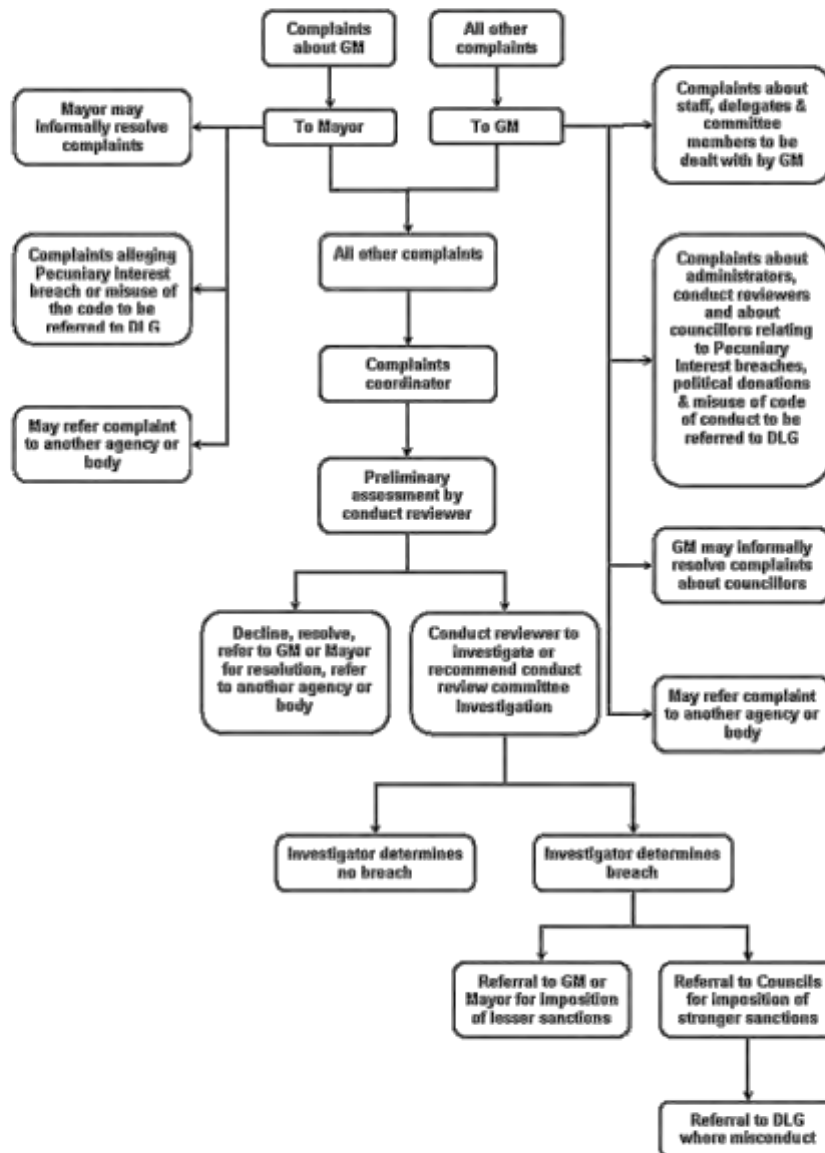 Complaints
about GM
All other
complaints
Mayor may
informally resolve
complaints
To Mayor
To GM
Complaints about
staff, delegates &
committee
members to be
dealt with by GM
Complaints alleging
Pecuniary Interest
breach or misuse of
the code to be
referred to DLG
All other complaints
Complaints about
administrators,
conduct reviewers
and about
councillors relating
to Pecuniary
Interest breaches,
political donations
& misuse of code
of conduct to be
referred to DLG
Complaints
coordinator
May refer complaint
to another agency or
body
Preliminary
assessment by
conduct reviewer
GM may informally
resolve complaints
about councillors
Decline, resolve,
refer to GM or Mayor
for resolution, refer
to another agency or
body
Conduct reviewer to
investigate or
recommend conduct
review committee
Investigation
May refer complaint
to another agency or
body
Investigator determines
no breach
Investigator determines
breach
Referral to GM or
Mayor for imposition
of lesser sanctions
Referral to Councils
for imposition of
stronger sanctions
Referral to DLG
where misconduct